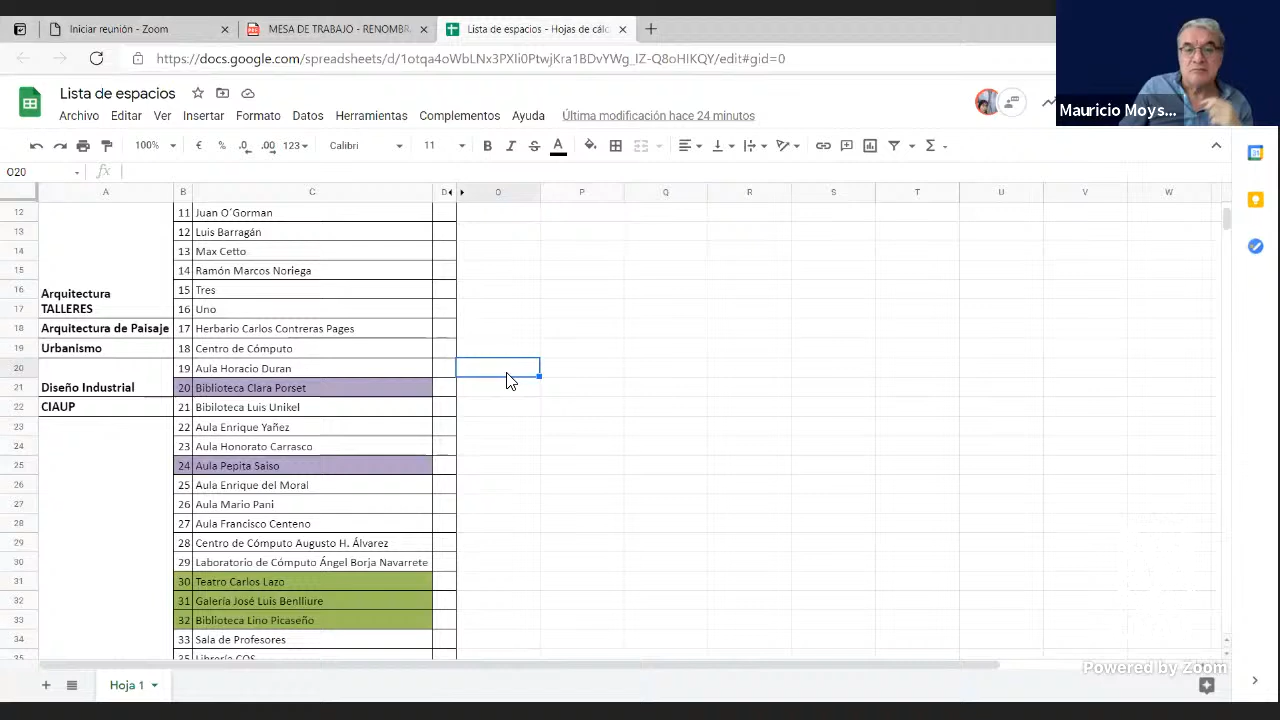 Iniciar reunión - Zoom
MESA DE TRABAJO - RENOMBR
Lista de espacios - Hojas de cálc
https://docs.google.com/spreadsheets/d/1otqa4oWbLNx3PXIi0PtwjKra1BDvYWg_IZ-Q8oHIKQY/edit#gid=0
Lista de espacios
Archivo Editar Ver Insertar Formato Datos Herramientas Complementos Ayuda Última modificación hace 24 minutos
Mauricio Moys...
100% € % .0 .00 123 Calibri 11
O20 fx
A B C D O P Q R S T U V W
12 11 Juan O´Gorman
13 12 Luis Barragán
14 13 Max Cetto
15 14 Ramón Marcos Noriega
16 Arquitectura 15 Tres
17 TALLERES 16 Uno
18 Arquitectura de Paisaje 17 Herbario Carlos Contreras Pages
19 Urbanismo 18 Centro de Cómputo
20 19 Aula Horacio Duran
21 Diseño Industrial 20 Biblioteca Clara Porset
22 CIAUP 21 Bibiloteca Luis Unikel
23 22 Aula Enrique Yañez
24 23 Aula Honorato Carrasco
25 24 Aula Pepita Saiso
26 25 Aula Enrique del Moral
27 26 Aula Mario Pani
28 27 Aula Francisco Centeno
29 28 Centro de Cómputo Augusto H. Álvarez
30 29 Laboratorio de Cómputo Ángel Borja Navarrete
31 30 Teatro Carlos Lazo
32 31 Galería José Luis Benlliure
33 32 Biblioteca Lino Picaseño
34 33 Sala de Profesores
Hoja 1
Powered by Zoom